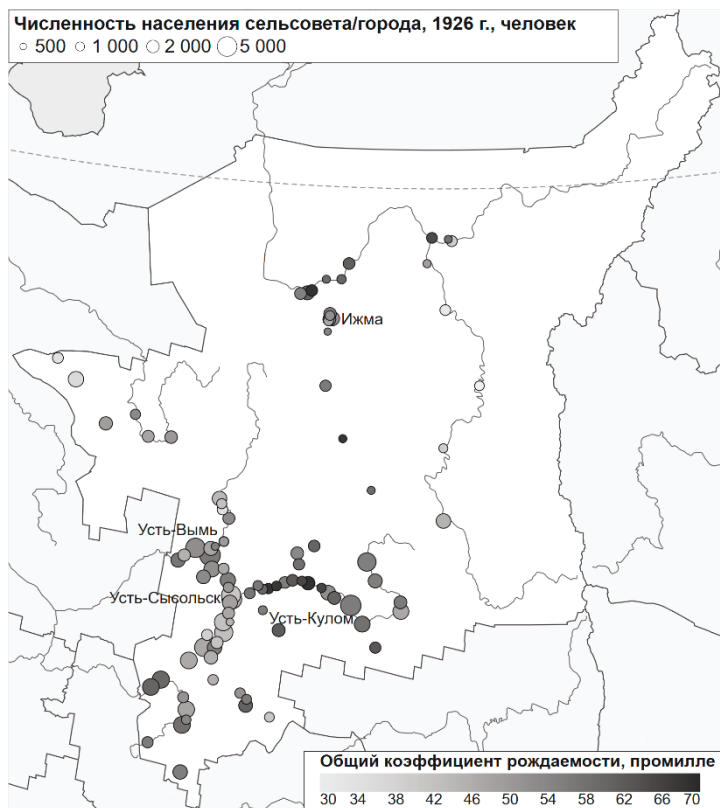 Численность населения сельсовета/города, 1926 г., человек
500 1 000 2 000 5 000
Ижма
Усть-Вымь
Усть-Сысольск
Усть-Кулом
Общий коэффициент рождаемости, промилле
30 34 38 42 46 50 54 58 62 66 70